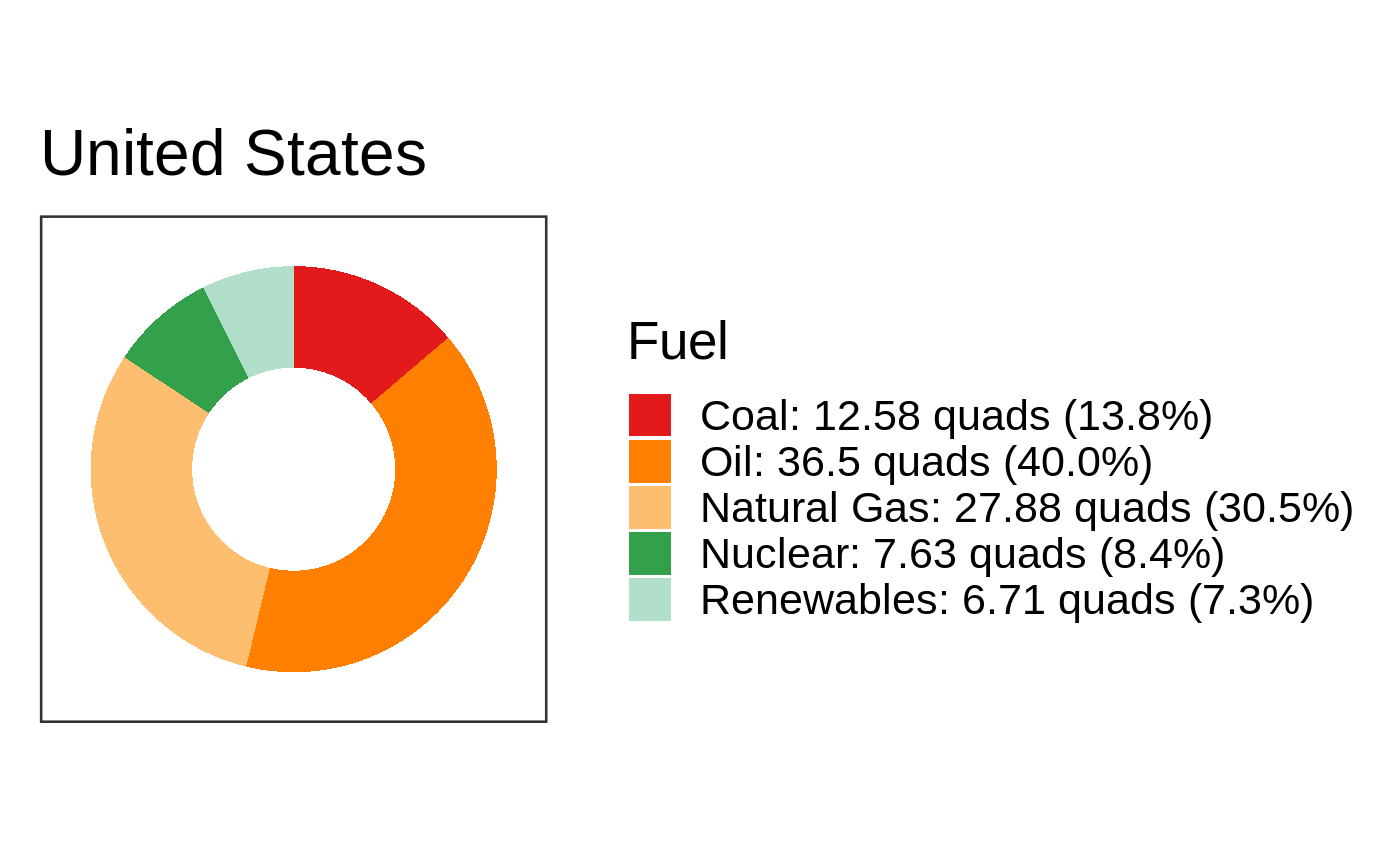 United States
Fuel
Coal: 12.58 quads (13.8%)
Oil: 36.5 quads (40.0%)
Natural Gas: 27.88 quads (30.5%)
Nuclear: 7.63 quads (8.4%)
Renewables: 6.71 quads (7.3%)